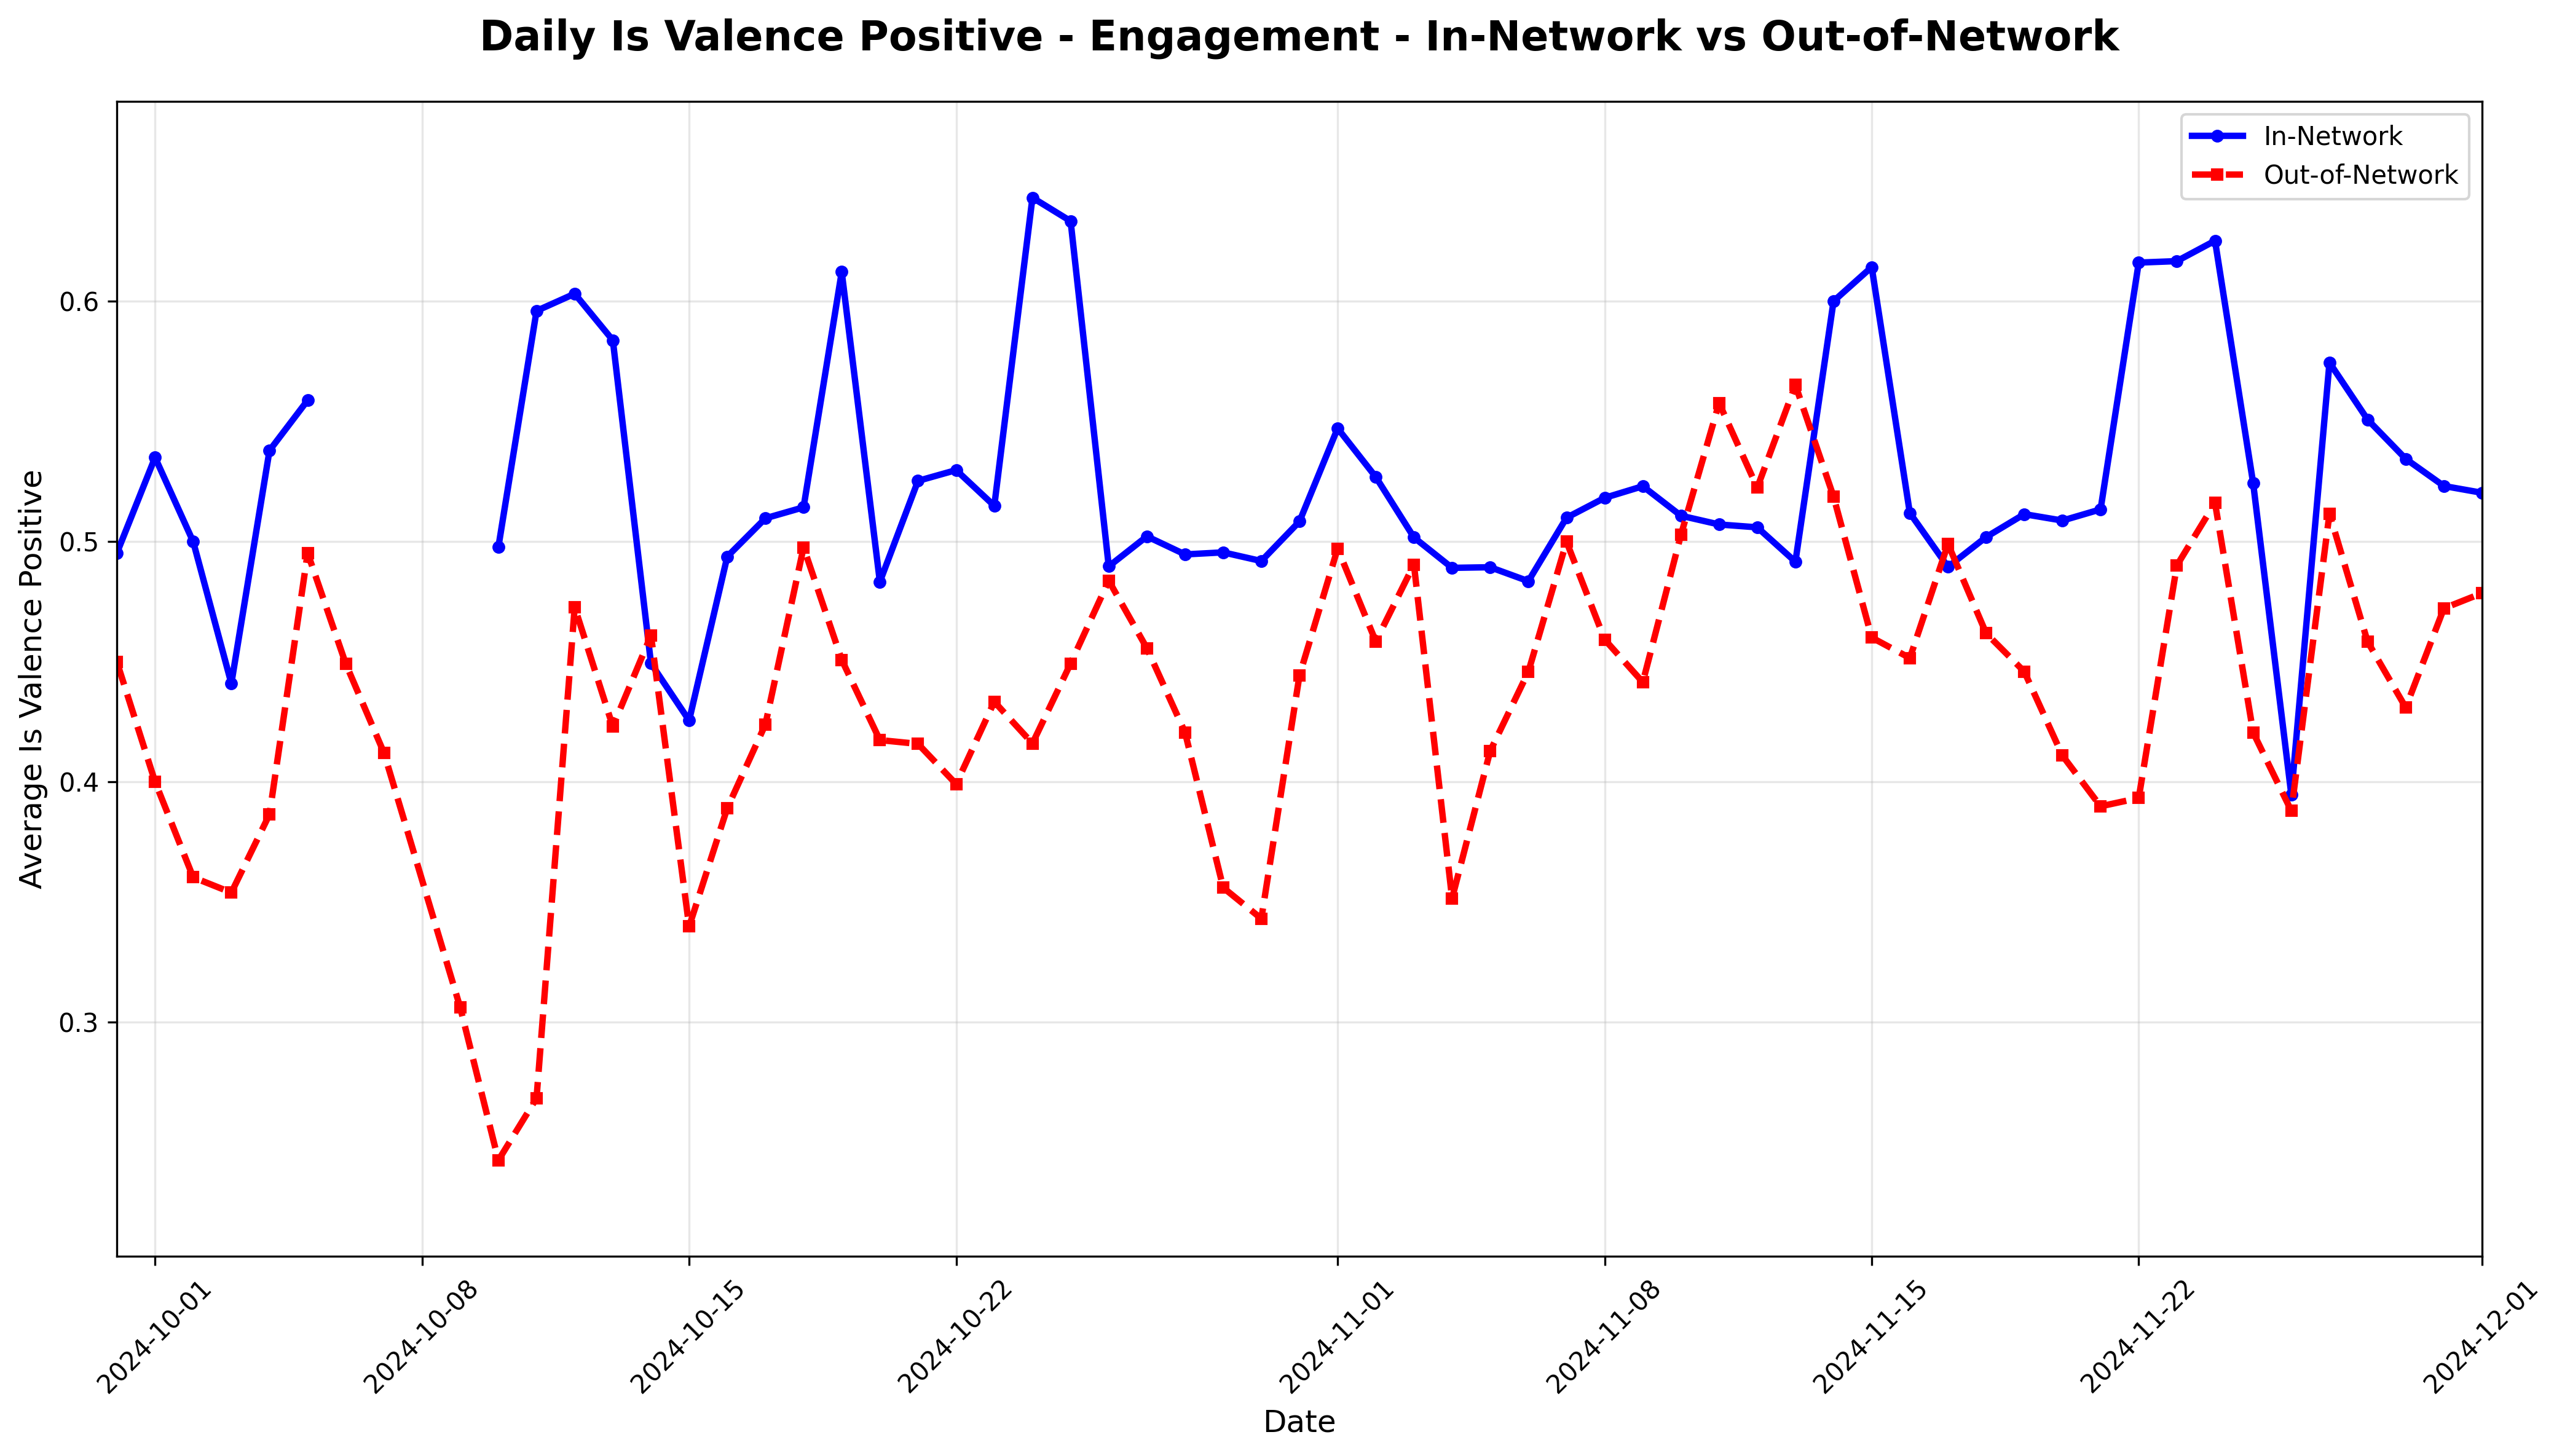 Daily Is Valence Positive - Engagement - In-Network vs Out-of-Network
In-Network
Out-of-Network
Average Is Valence Positive
0.6
0.5
0.4
0.3
2024-10-01
2024-10-08
2024-10-15
2024-10-22
2024-11-01
2024-11-08
2024-11-15
2024-11-22
2024-12-01
Date